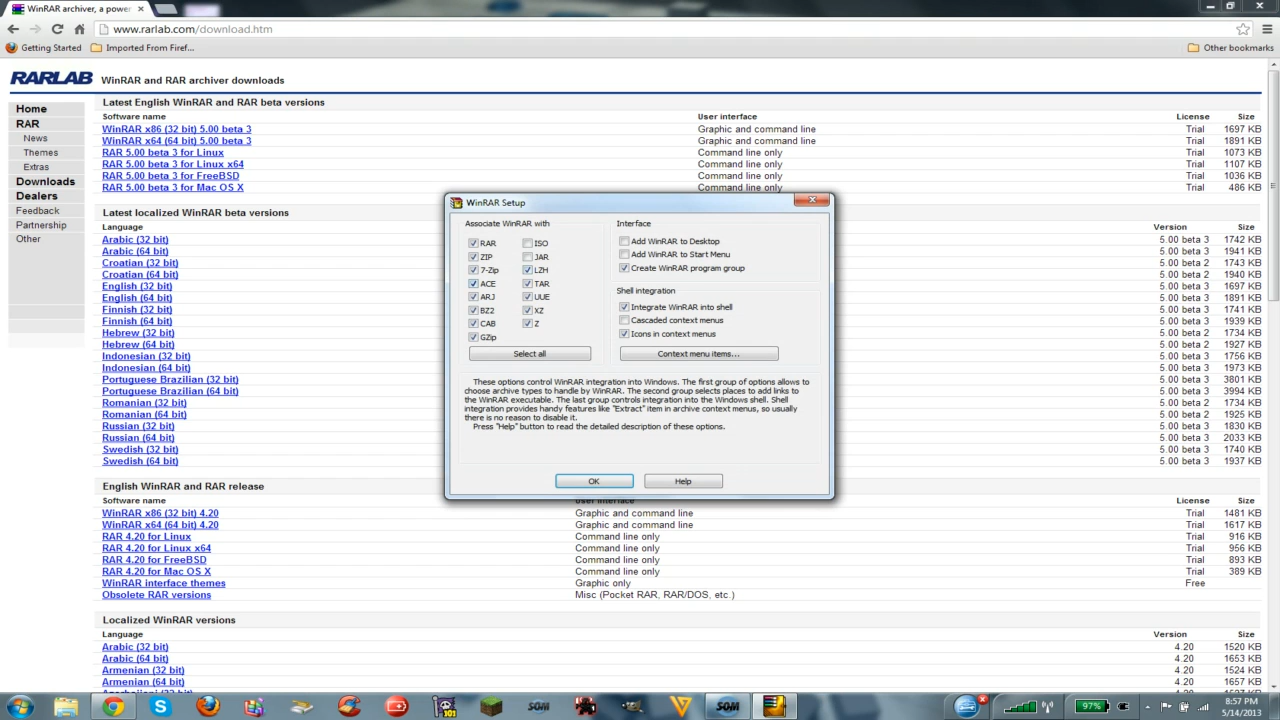 WinRAR archiver, a power
www.rarlab.com/download.htm
Getting Started
Imported From Firef...
Other bookmarks
RARLAB
WinRAR and RAR archiver downloads
Home
RAR
News
Themes
Extras
Downloads
Dealers
Feedback
Partnership
Other
Latest English WinRAR and RAR beta versions
Software name User interface License Size
WinRAR x86 (32 bit) 5.00 beta 3 Graphic and command line Trial 1697 KB
WinRAR x64 (64 bit) 5.00 beta 3 Graphic and command line Trial 1891 KB
RAR 5.00 beta 3 for Linux Command line only Trial 1073 KB
RAR 5.00 beta 3 for Linux x64 Command line only Trial 1107 KB
RAR 5.00 beta 3 for FreeBSD Command line only Trial 1036 KB
RAR 5.00 beta 3 for Mac OS X Command line only Trial 486 KB
Latest localized WinRAR beta versions
Language Version Size
Arabic (32 bit) 5.00 beta 3 1742 KB
Arabic (64 bit) 5.00 beta 3 1941 KB
Croatian (32 bit) 5.00 beta 3 1743 KB
Croatian (64 bit) 5.00 beta 2 1940 KB
English (32 bit) 5.00 beta 3 1697 KB
English (64 bit) 5.00 beta 3 1891 KB
Finnish (32 bit) 5.00 beta 3 1741 KB
Finnish (64 bit) 5.00 beta 3 1939 KB
Hebrew (32 bit) 5.00 beta 3 1734 KB
Hebrew (64 bit) 5.00 beta 3 1927 KB
Indonesian (32 bit) 5.00 beta 3 1756 KB
Indonesian (64 bit) 5.00 beta 3 1973 KB
Portuguese Brazilian (32 bit) 5.00 beta 3 3801 KB
Portuguese Brazilian (64 bit) 5.00 beta 3 3994 KB
Romanian (32 bit) 5.00 beta 2 1734 KB
Romanian (64 bit) 5.00 beta 2 1925 KB
Russian (32 bit) 5.00 beta 3 1830 KB
Russian (64 bit) 5.00 beta 3 2033 KB
Swedish (32 bit) 5.00 beta 3 1740 KB
Swedish (64 bit) 5.00 beta 3 1937 KB
WinRAR Setup
Associate WinRAR with
RAR ISO
ZIP JAR
7-Zip LZH
ACE TAR
ARJ UUE
BZ2 XZ
CAB Z
GZip
Select all
Interface
Add WinRAR to Desktop
Add WinRAR to Start Menu
Create WinRAR program group
Shell integration
Integrate WinRAR into shell
Cascaded context menus
Icons in context menus
Context menu items...
These options control WinRAR integration into Windows. The first group of options allows to
choose archive types to handle by WinRAR. The second group selects places to add links to
the WinRAR executable. The last group controls integration into the Windows shell. Shell
integration provides handy features like "Extract" item in archive context menus, so usually
there is no reason to disable it.
Press "Help" button to read the detailed description of these options.
OK
Help
English WinRAR and RAR release
Software name User interface License Size
WinRAR x86 (32 bit) 4.20 Graphic and command line Trial 1481 KB
WinRAR x64 (64 bit) 4.20 Graphic and command line Trial 1617 KB
RAR 4.20 for Linux Command line only Trial 916 KB
RAR 4.20 for Linux x64 Command line only Trial 956 KB
RAR 4.20 for FreeBSD Command line only Trial 893 KB
RAR 4.20 for Mac OS X Command line only Trial 389 KB
WinRAR interface themes Graphic only Free
Obsolete RAR versions Misc (Pocket RAR, RAR/DOS, etc.)
Localized WinRAR versions
Language Version Size
Arabic (32 bit) 4.20 1520 KB
Arabic (64 bit) 4.20 1653 KB
Armenian (32 bit) 4.20 1524 KB
Armenian (64 bit) 4.20 1657 KB
101
SQM
SQM
97%
8:57 PM
5/14/2013